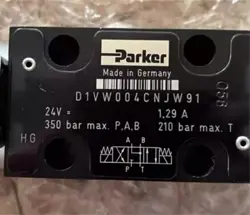 Parker
Made in Germany
D1VW004CNJW91
24V = 1,29 A
350 bar max. P,A,B 210 bar max. T
HG
A B
P T